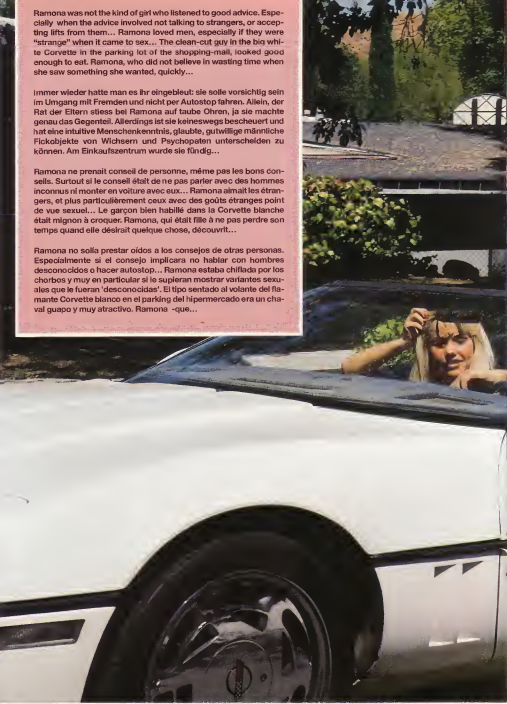 Ramona was not the kind of girl who listened to good advice. Espe-
cially when the advice involved not talking to strangers, or accep-
ting lifts from them... Ramona loved men, especially if they were
"strange" when it came to sex... The clean-cut guy in the big whi-
te Corvette in the parking lot of the shopping-mall, looked good
enough to eat. Ramona, who did not believe in wasting time when
she saw something she wanted, quickly...

Immer wieder hatte man es ihr eingebleut: sie solle vorsichtig sein
im Umgang mit Fremden und nicht per Autostop fahren. Allein, der
Rat der Eltern stiess bei Ramona auf taube Ohren, ja sie machte
genau das Gegenteil. Allerdings ist sie keineswegs bescheuert und
hat eine intuitive Menschenkenntnis, glaubte, gutwillige männliche
Fickobjekte von Wichsern und Psychopaten unterscheiden zu
können. Am Einkaufszentrum wurde sie fündig...

Ramona ne prenait conseil de personne, même pas les bons con-
seils. Surtout si le conseil était de ne pas parler avec des hommes
inconnus ni monter en voiture avec eux... Ramona aimait les étran-
gers, et plus particulièrement ceux avec des goûts étranges point
de vue sexuel... Le garçon bien habillé dans la Corvette blanche
était mignon à croquer. Ramona, qui était fille à ne pas perdre son
temps quand elle désirait quelque chose, découvrit...

Ramona no solía prestar oídos a los consejos de otras personas.
Especialmente si el consejo implicara no hablar con hombres
desconocidos o hacer autostop... Ramona estaba chiflada por los
chorbos y muy en particular si le supieran mostrar variantes sexu-
ales que le fueran 'desconocidas'. El tipo sentado al volante del fla-
mante Corvette blanco en el parking del hipermercado era un cha-
val guapo y muy atractivo. Ramona -que...